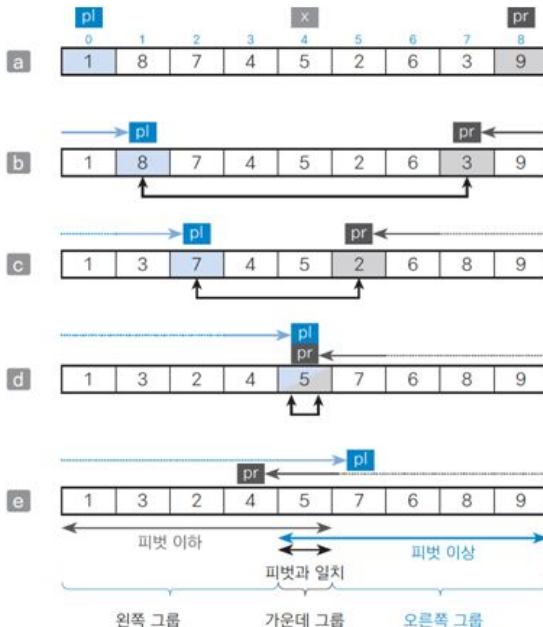 pl x pr
0 1 2 3 4 5 6 7 8
a 1 8 7 4 5 2 6 3 9
pl pr
b 1 8 7 4 5 2 6 3 9
pl pr
c 1 3 7 4 5 2 6 8 9
pl
pr
d 1 3 2 4 5 7 6 8 9
pl
pr
e 1 3 2 4 5 7 6 8 9
피벗 이하 피벗 이상
피벗과 일치
왼쪽 그룹 가운데 그룹 오른쪽 그룹